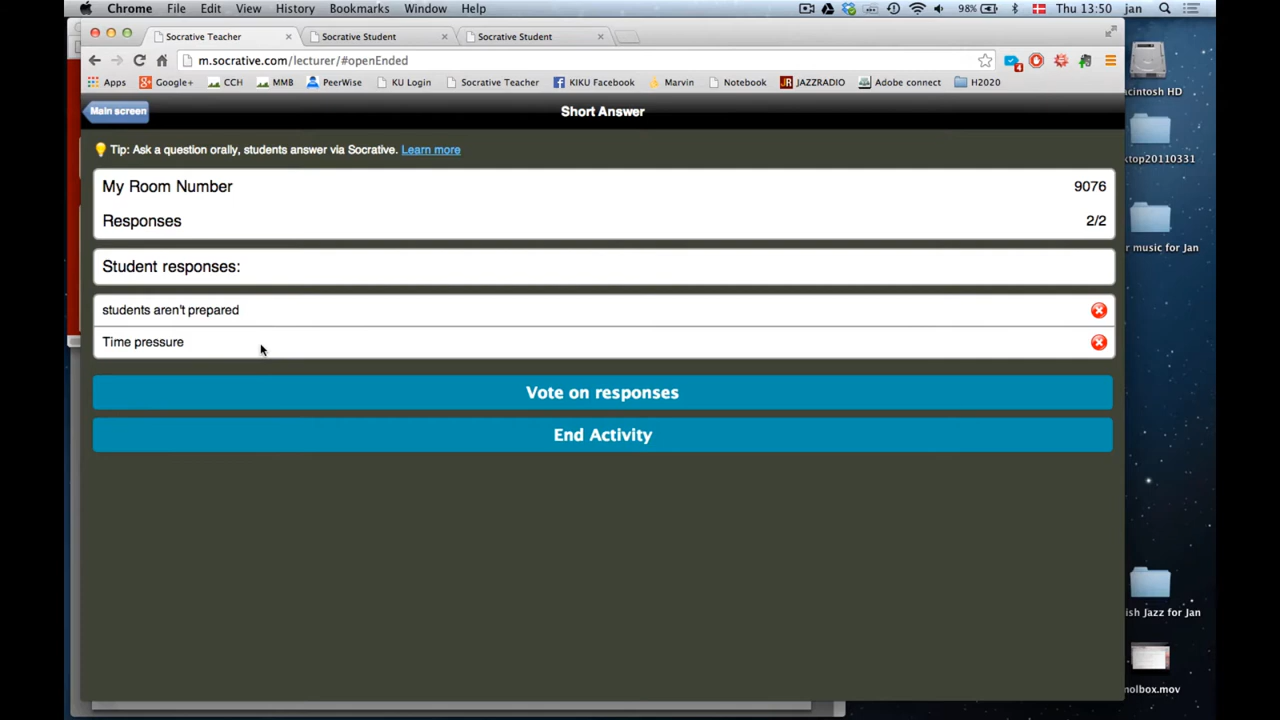 Chrome File Edit View History Bookmarks Window Help 98% Thu 13:50 jan
Socrative Teacher Socrative Student Socrative Student
m.socrative.com/lecturer/#openEnded
Apps Google+ CCH MMB PeerWise KU Login Socrative Teacher KIKU Facebook Marvin Notebook JAZZRADIO Adobe connect H2020
Main screen Short Answer
Tip: Ask a question orally, students answer via Socrative. Learn more
My Room Number 9076
Responses 2/2
Student responses:
students aren't prepared
Time pressure
Vote on responses
End Activity
acintosh HD
ktop20110331
r music for Jan
ish Jazz for Jan
nolbox.mov